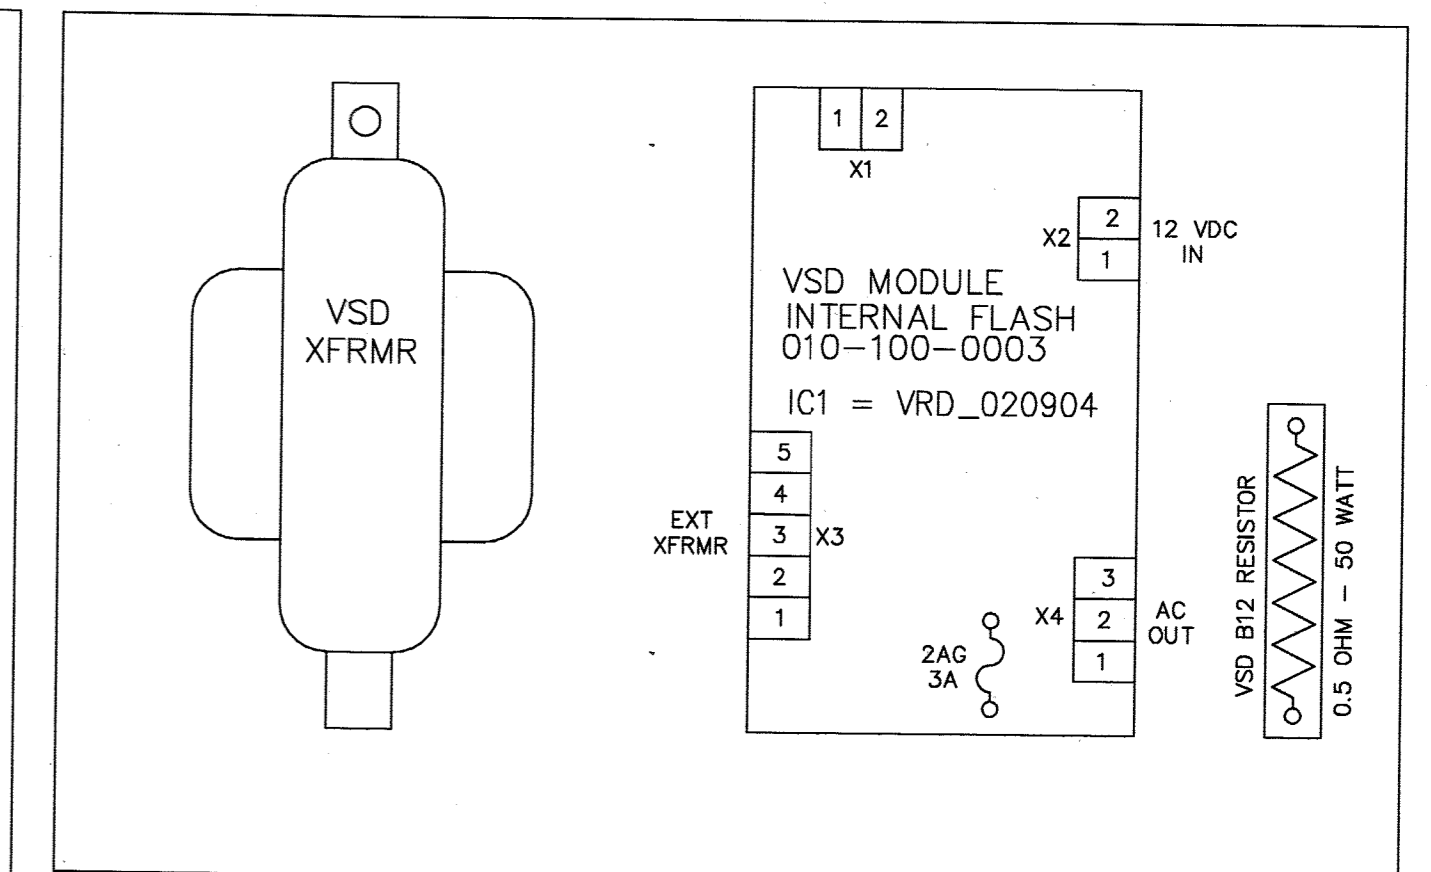 VSD
XFRMR
1 2
X1
X2
2
1
12 VDC
IN
VSD MODULE
INTERNAL FLASH
010-100-0003
IC1 = VRD_020904
5
4
3
2
1
EXT
XFRMR
X3
2AG
3A
X4
3
2
1
AC
OUT
VSD B12 RESISTOR
0.5 OHM - 50 WATT